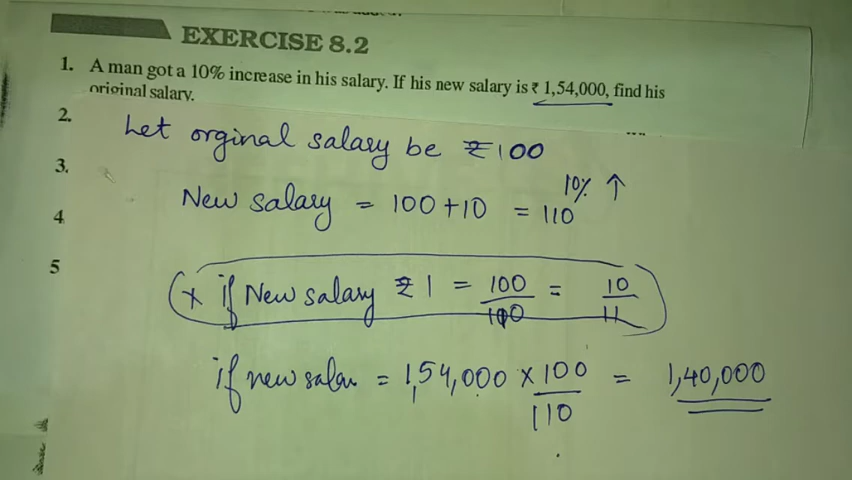 EXERCISE 8.2
1. A man got a 10% increase in his salary. If his new salary is ₹ 1,54,000, find his
original salary.
2.
Let orginal salary be ₹100
3.
10% ↑
New salary = 100+10 = 110
4
5
x if New salary ₹ 1 = 100/110 = 10/11
if new salar = 1,54,000 × 100/110 = 1,40,000